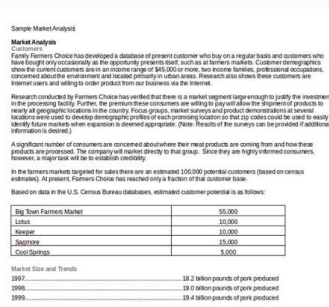 Sample Market Analysis
Market Analysis
Customers
Family Farmers Choice has developed a database of present customer who buy on a regular basis and customers who
have bought only occasionally as the opportunity presents itself, such as at farmers markets. Customer demographics
show the current customers are in an income range of $45,000 or more, two income families, professional occupations,
concerned about the environment and located primarily in urban areas. Research also shows these customers are
Internet users and willing to order product from our business via the Internet.
Research conducted by Farmers Choice has verified that there is a market segment large enough to justify the investment
in the processing facility. Further, the premium these consumers are willing to pay will allow the shipment of products to
nearly all geographic locations in the country. Focus groups, market surveys and product demonstrations at several
locations were used to develop demographic profiles of each promising location so that zip codes could be used to easily
identify future markets when expansion is deemed appropriate. (Note: Results of the surveys can be provided if additional
information is desired.)
A significant number of consumers are concerned about where their meat products are coming from and how these
products are processed. The company will market directly to that group. Since they are highly informed consumers,
however, a major task will be to establish credibility.
In the farmers markets targeted for sales there are an estimated 100,000 potential customers (based on census
estimates). At present, Farmers Choice has reached only a fraction of that customer base.
Based on data in the U.S. Census Bureau databases, estimated customer potential is as follows:
Big Town Farmers Market 55,000
Lotus 10,000
Keeper 10,000
Sagmore 15,000
Cool Springs 5,000
Market Size and Trends
1997 18.2 billion pounds of pork produced
1998 19.0 billion pounds of pork produced
1999 19.4 billion pounds of pork produced